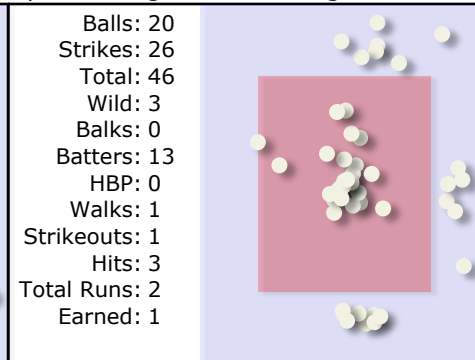 Balls: 20
Strikes: 26
Total: 46
Wild: 3
Balks: 0
Batters: 13
HBP: 0
Walks: 1
Strikeouts: 1
Hits: 3
Total Runs: 2
Earned: 1